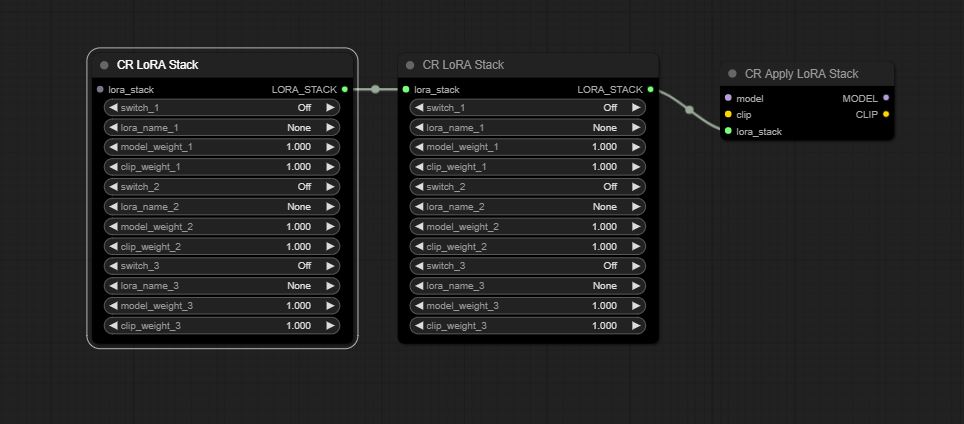 CR LoRA Stack
lora_stack LORA_STACK
switch_1 Off
lora_name_1 None
model_weight_1 1.000
clip_weight_1 1.000
switch_2 Off
lora_name_2 None
model_weight_2 1.000
clip_weight_2 1.000
switch_3 Off
lora_name_3 None
model_weight_3 1.000
clip_weight_3 1.000
CR LoRA Stack
lora_stack LORA_STACK
switch_1 Off
lora_name_1 None
model_weight_1 1.000
clip_weight_1 1.000
switch_2 Off
lora_name_2 None
model_weight_2 1.000
clip_weight_2 1.000
switch_3 Off
lora_name_3 None
model_weight_3 1.000
clip_weight_3 1.000
CR Apply LoRA Stack
model MODEL
clip CLIP
lora_stack